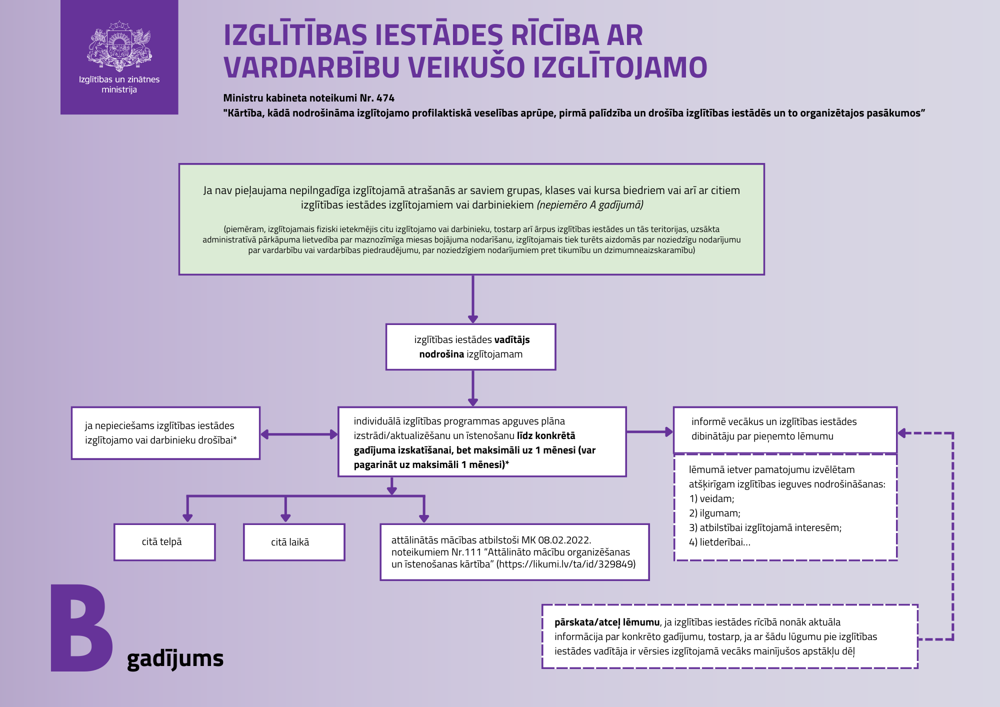 Izglītības un zinātnes
ministrija
IZGLĪTĪBAS IESTĀDES RĪCĪBA AR
VARDARBĪBU VEIKUŠO IZGLĪTOJAMO
Ministru kabineta noteikumi Nr. 474
"Kārtība, kādā nodrošināma izglītojamo profilaktiskā veselības aprūpe, pirmā palīdzība un drošība izglītības iestādēs un to organizētajos pasākumos”
Ja nav pieļaujama nepilngadīga izglītojamā atrašanās ar saviem grupas, klases vai kursa biedriem vai arī ar citiem
izglītības iestādes izglītojamiem vai darbiniekiem (nepiemēro A gadījumā)
(piemēram, izglītojamais fiziski ietekmējis citu izglītojamo vai darbinieku, tostarp arī ārpus izglītības iestādes un tās teritorijas, uzsākta
administratīvā pārkāpuma lietvedība par maznozīmīga miesas bojājuma nodarīšanu, izglītojamais tiek turēts aizdomās par noziedzīgu nodarījumu
par vardarbību vai vardarbības piedraudējumu, par noziedzīgiem nodarījumiem pret tikumību un dzimumneaizskaramību)
izglītības iestādes vadītājs
nodrošina izglītojamam
ja nepieciešams izglītības iestādes
izglītojamo vai darbinieku drošībai*
individuālā izglītības programmas apguves plāna
izstrādi/aktualizēšanu un īstenošanu līdz konkrētā
gadījuma izskatīšanai, bet maksimāli uz 1 mēnesi (var
pagarināt uz maksimāli 1 mēnesi)*
informē vecākus un izglītības iestādes
dibinātāju par pieņemto lēmumu
lēmumā ietver pamatojumu izvēlētam
atšķirīgam izglītības ieguves nodrošināšanas:
1) veidam;
2) ilgumam;
3) atbilstībai izglītojamā interesēm;
4) lietderībai...
citā telpā
citā laikā
attālinātās mācības atbilstoši MK 08.02.2022.
noteikumiem Nr.111 “Attālināto mācību organizēšanas
un īstenošanas kārtība” (https://likumi.lv/ta/id/329849)
pārskata/atceļ lēmumu, ja izglītības iestādes rīcībā nonāk aktuāla
informācija par konkrēto gadījumu, tostarp, ja ar šādu lūgumu pie izglītības
iestādes vadītāja ir vērsies izglītojamā vecāks mainījušos apstākļu dēļ
B gadījums